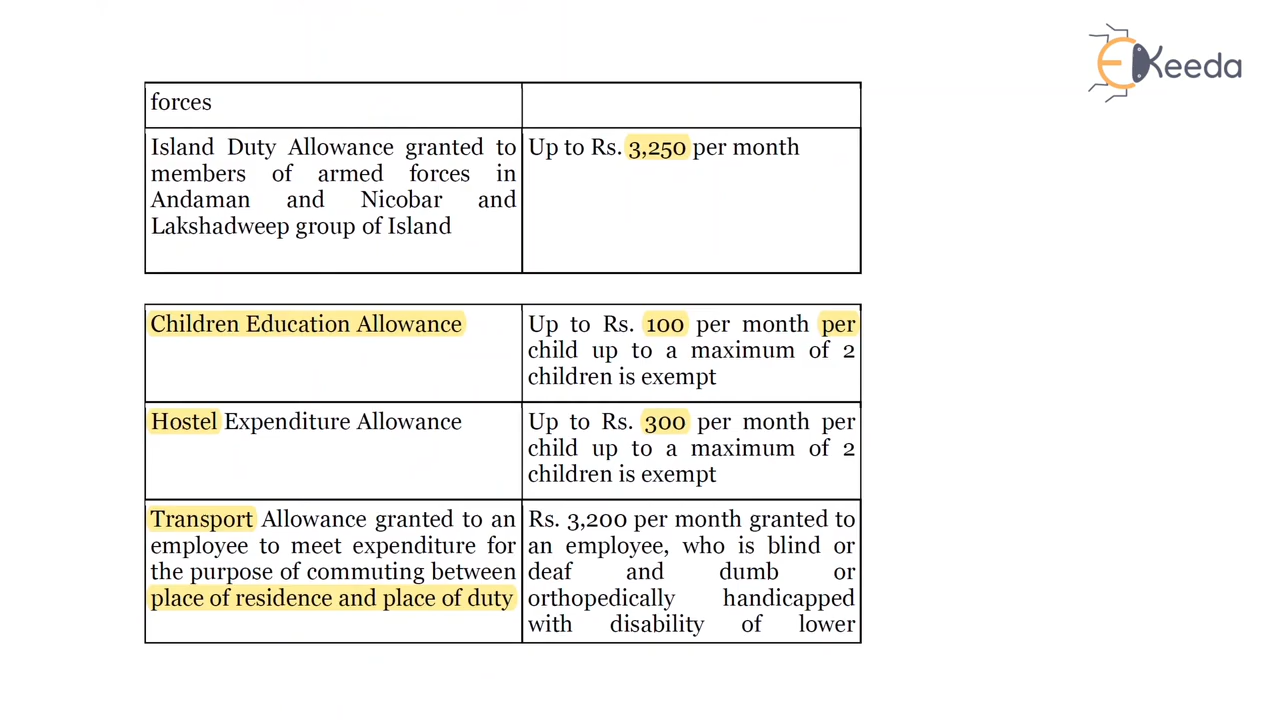 EKeeda
forces
Island Duty Allowance granted to
members of armed forces in
Andaman and Nicobar and
Lakshadweep group of Island
Up to Rs. 3,250 per month
Children Education Allowance
Up to Rs. 100 per month per
child up to a maximum of 2
children is exempt
Hostel Expenditure Allowance
Up to Rs. 300 per month per
child up to a maximum of 2
children is exempt
Transport Allowance granted to an
employee to meet expenditure for
the purpose of commuting between
place of residence and place of duty
Rs. 3,200 per month granted to
an employee, who is blind or
deaf and dumb or
orthopedically handicapped
with disability of lower